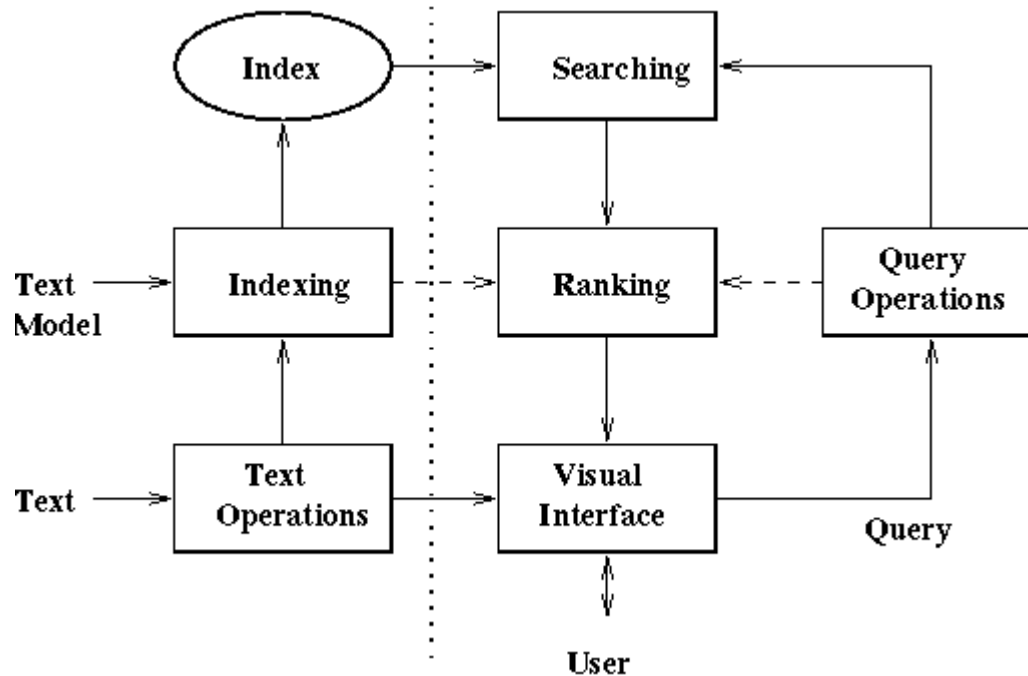 Index
Searching
Text
Model
Indexing
Ranking
Query
Operations
Text
Text
Operations
Visual
Interface
Query
User